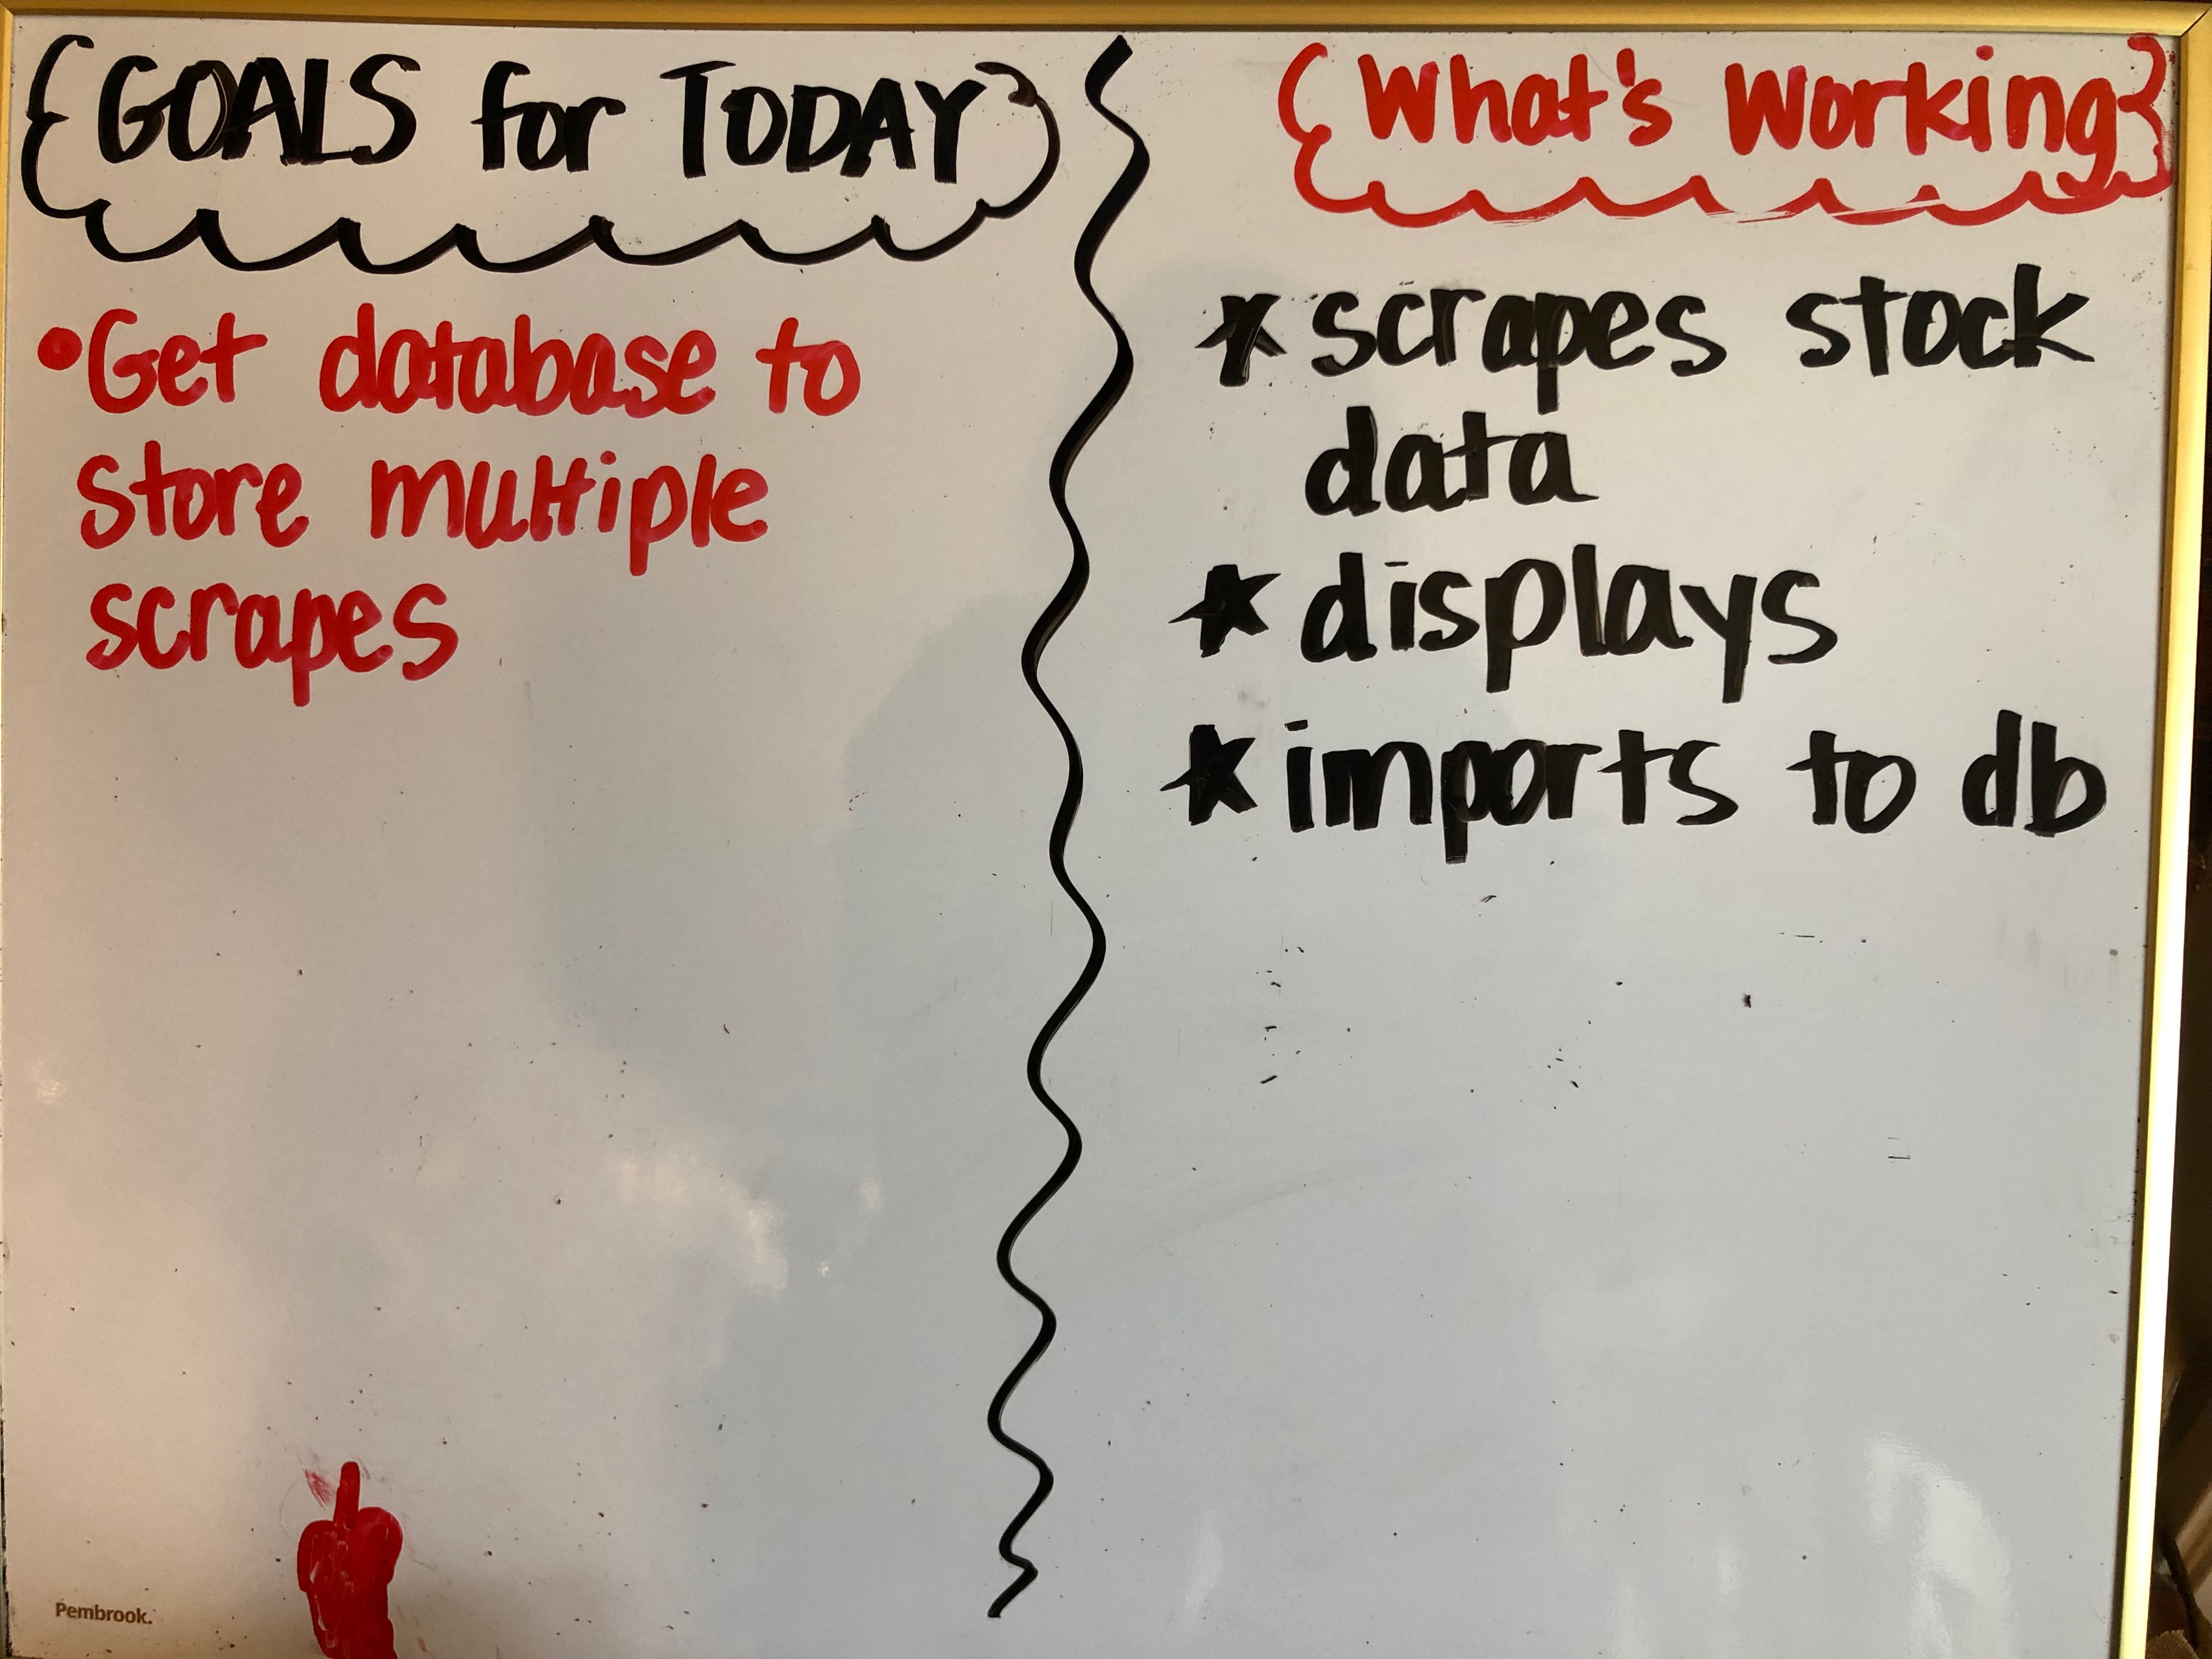 GOALS for TODAY
•Get database to
store multiple
scrapes
What's Working
* scrapes stock
data
* displays
* imports to db
Pembrook.